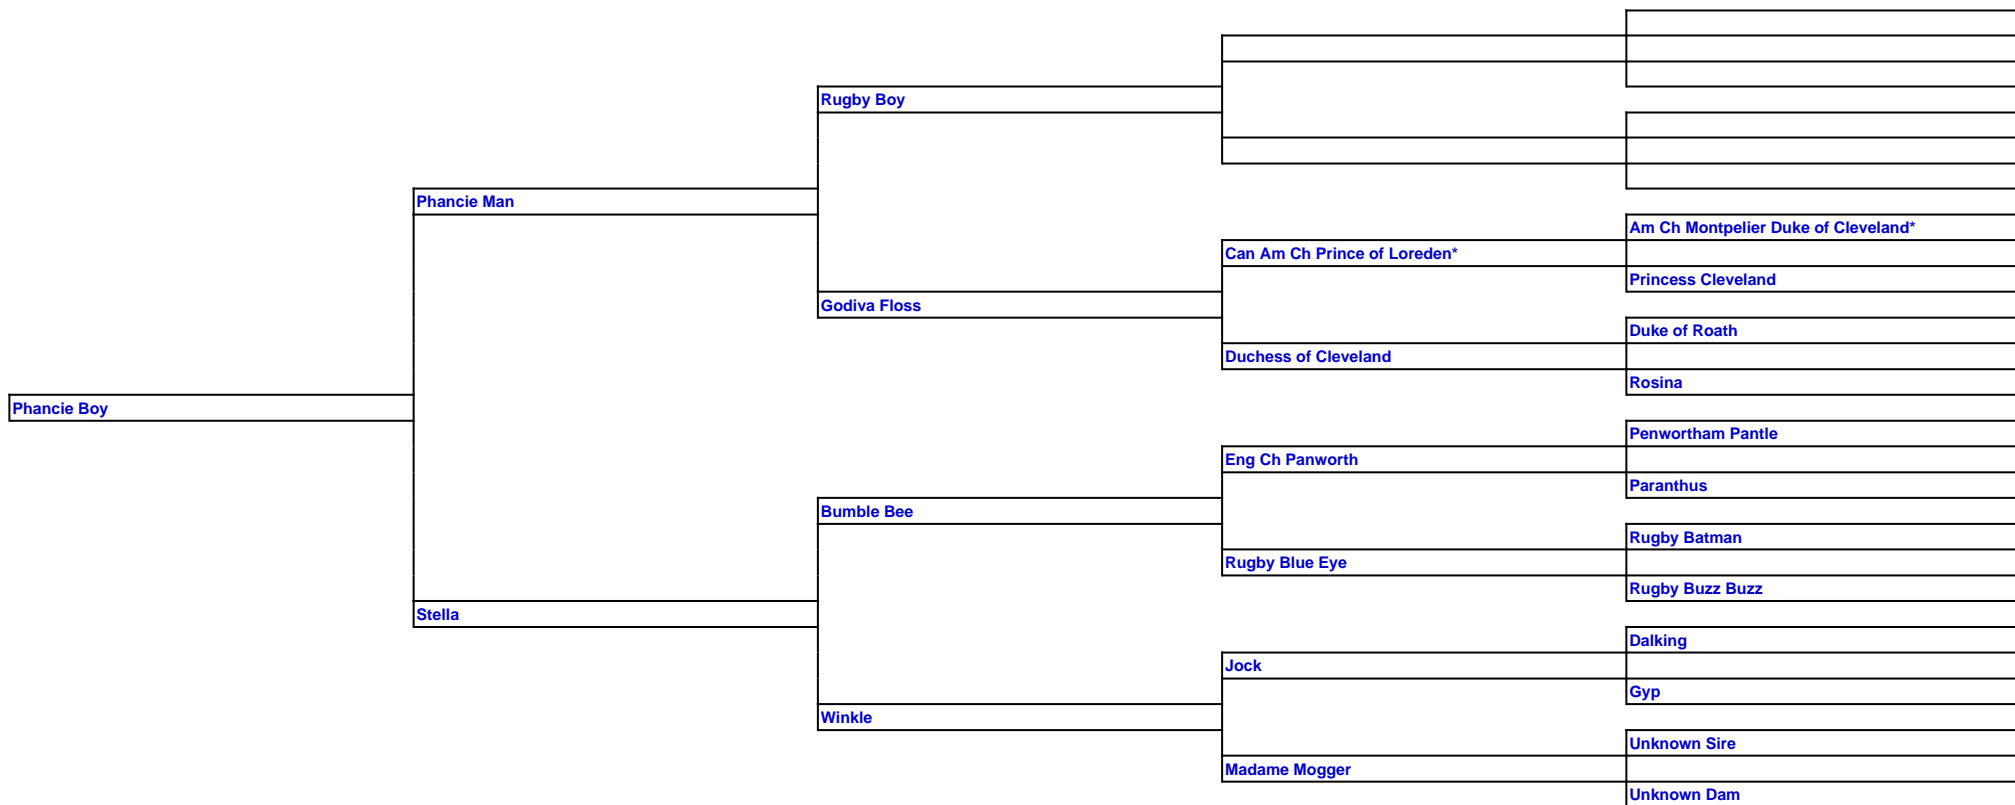 Rugby Boy
Phancie Man
Am Ch Montpelier Duke of Cleveland*
Can Am Ch Prince of Loreden*
Princess Cleveland
Godiva Floss
Duke of Roath
Duchess of Cleveland
Rosina
Phancie Boy
Penwortham Pantle
Eng Ch Panworth
Paranthus
Bumble Bee
Rugby Batman
Rugby Blue Eye
Rugby Buzz Buzz
Stella
Dalking
Jock
Gyp
Winkle
Unknown Sire
Madame Mogger
Unknown Dam